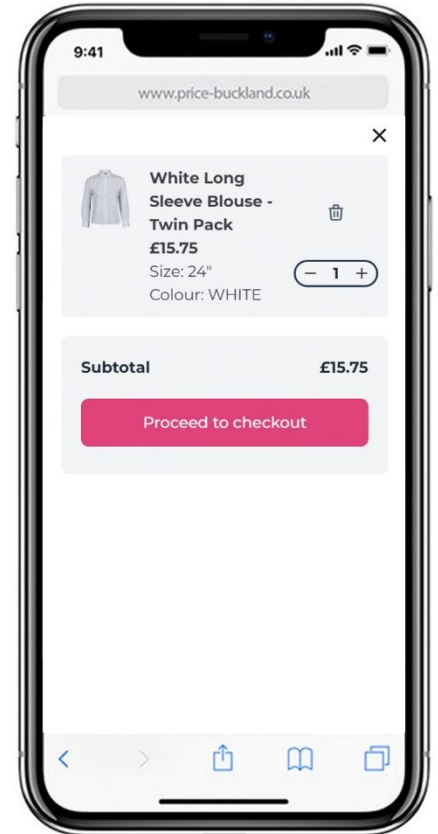 9:41
www.price-buckland.co.uk
White Long
Sleeve Blouse -
Twin Pack
£15.75
Size: 24"
Colour: WHITE
− 1 +
Subtotal £15.75
Proceed to checkout